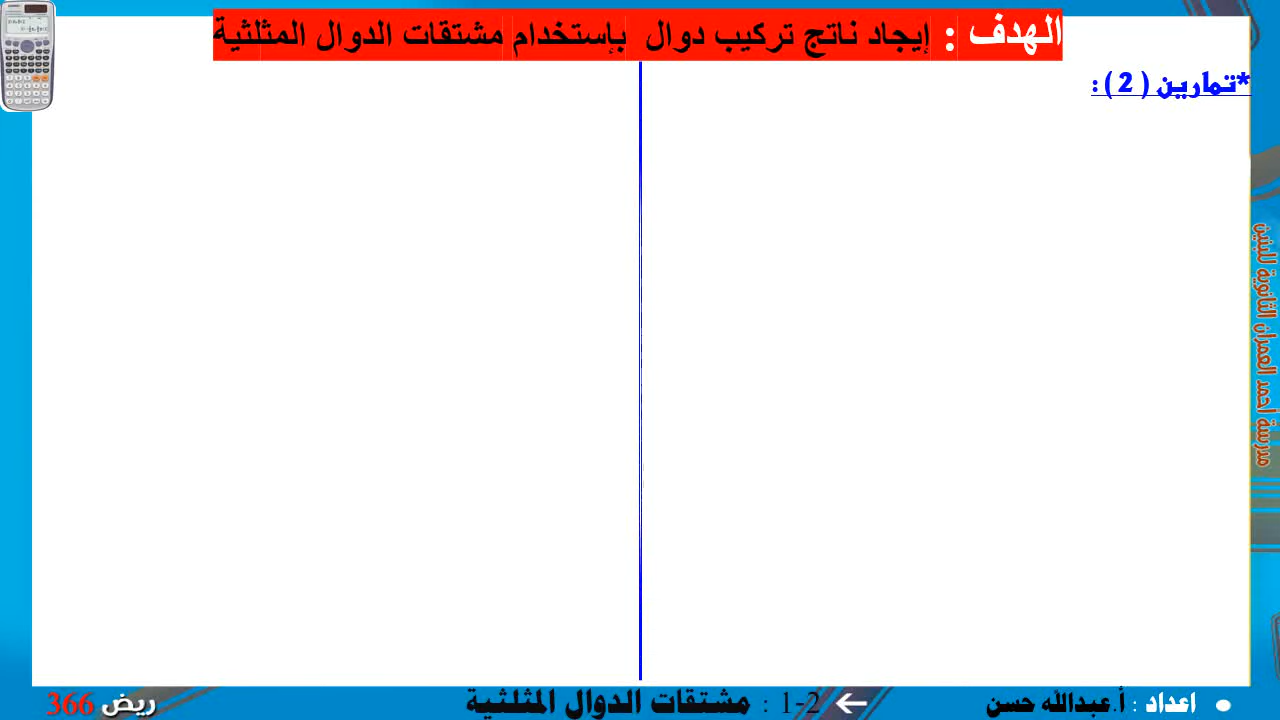 الهدف : إيجاد ناتج تركيب دوال بإستخدام مشتقات الدوال المثلثية
*تمارين ( 2 ) :
مدرسة احمد العمران الثانوية للبنين
اعداد : أ.عبدالله حسن
1-2 : مشتقات الدوال المثلثية
ريض 366